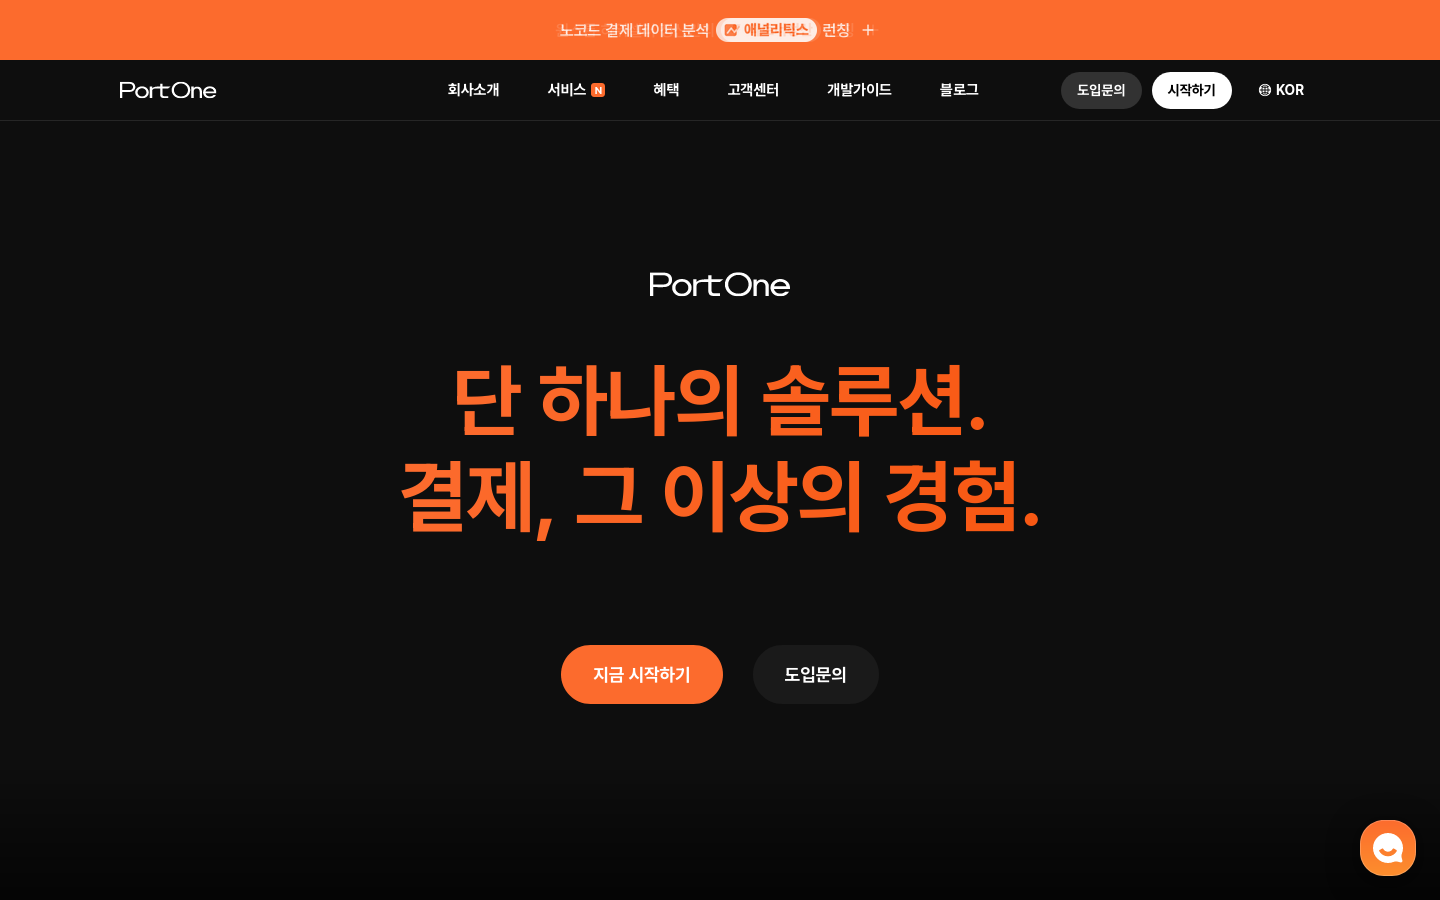 노코드 결제 데이터 분석 애널리틱스 런칭
PortOne 회사소개 서비스 N 혜택 고객센터 개발가이드 블로그 도입문의 시작하기 KOR
PortOne
단 하나의 솔루션.
결제, 그 이상의 경험.
지금 시작하기 도입문의